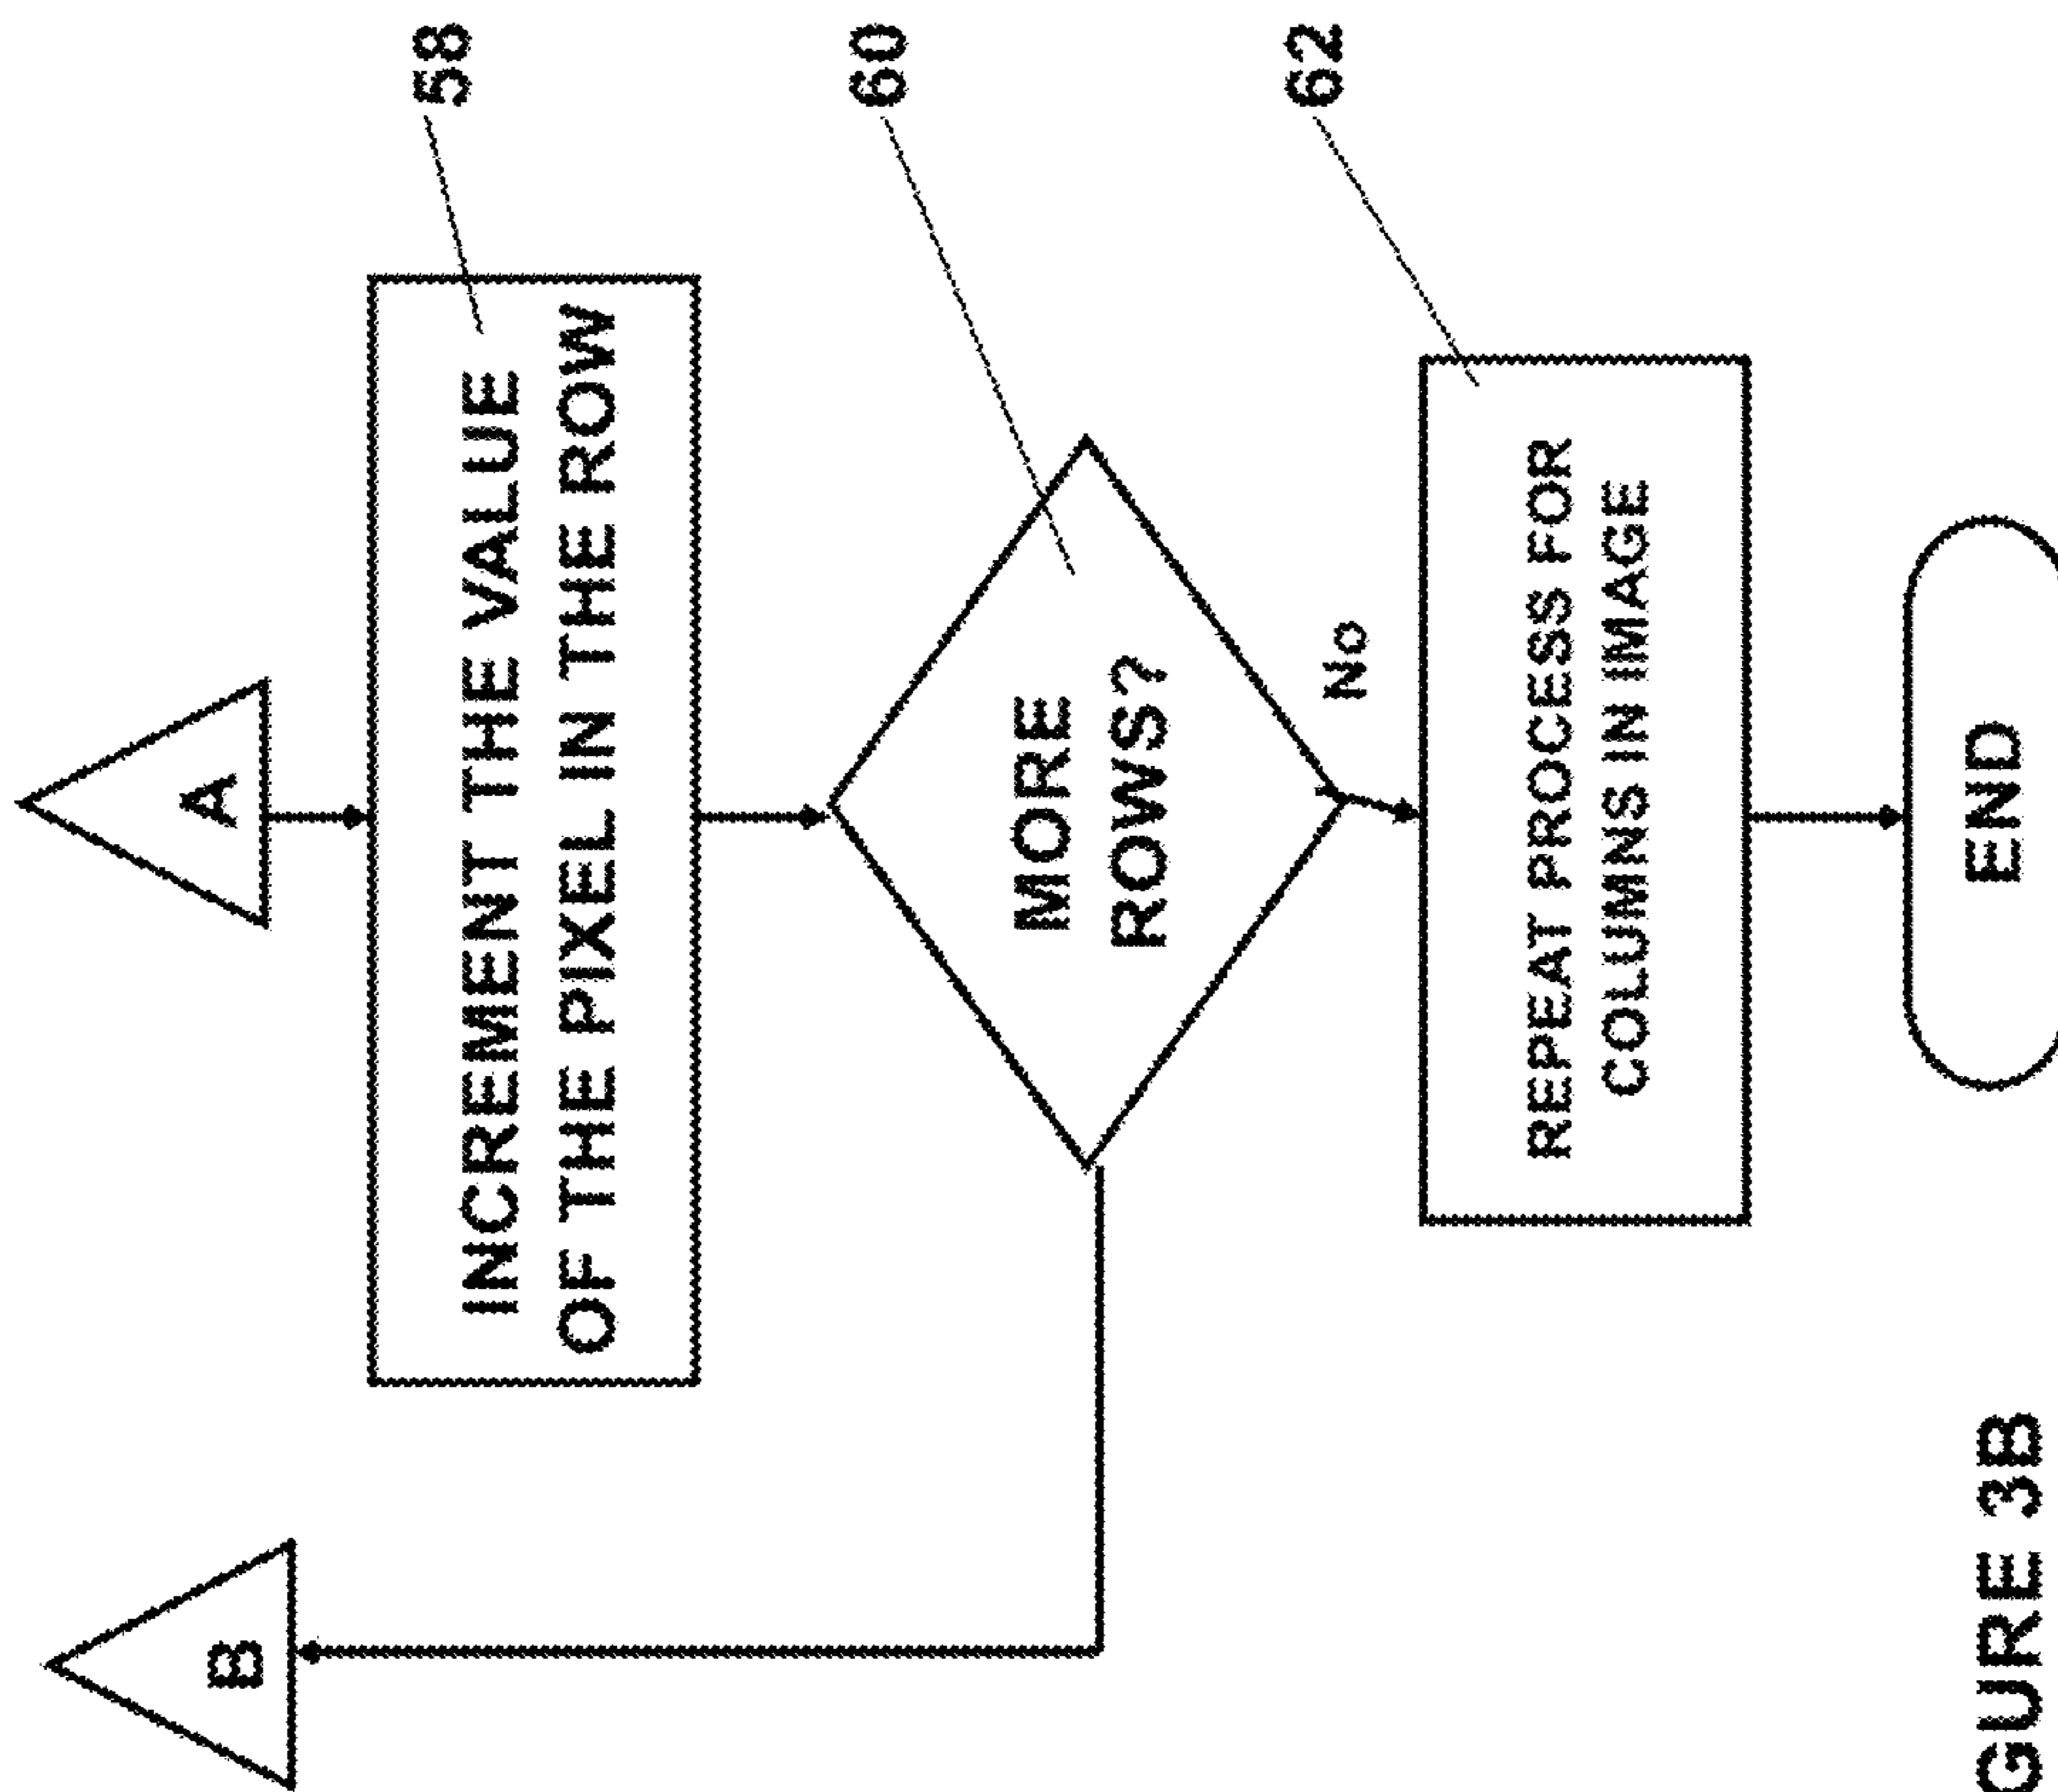 A
58
INCREMENT THE VALUE
OF THE PIXEL IN THE ROW
60
MORE
ROWS?
No
62
REPEAT PROCESS FOR
COLUMNS IN IMAGE
END
B
GURE 3B